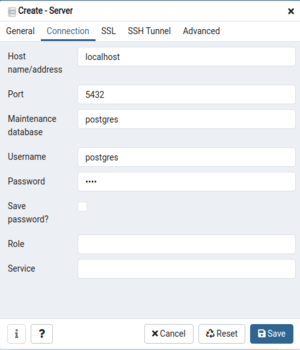 Create - Server
General Connection SSL SSH Tunnel Advanced
Host
name/address
localhost
Port
5432
Maintenance
database
postgres
Username
postgres
Password
••••
Save
password?
Role
Service
i ? Cancel Reset Save